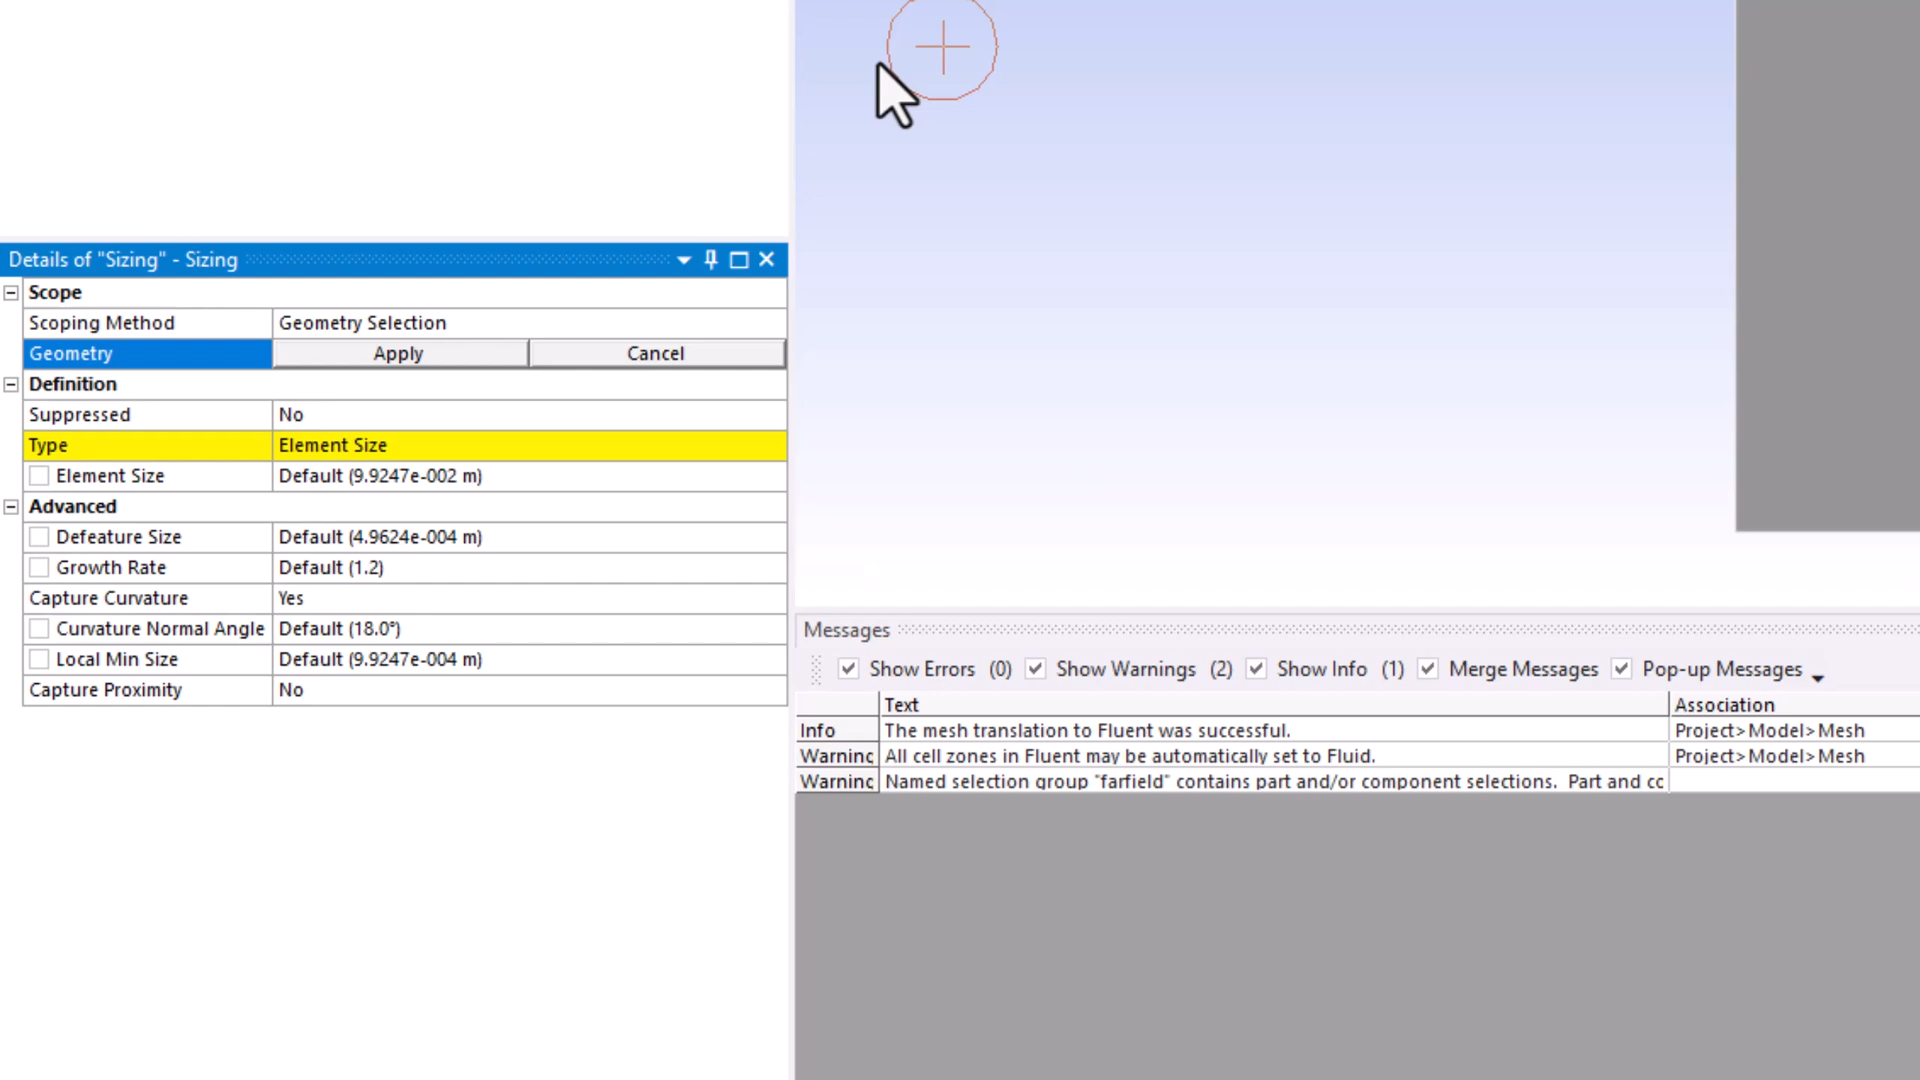 Details of "Sizing" - Sizing
Scope
Scoping Method Geometry Selection
Geometry Apply Cancel
Definition
Suppressed No
Type Element Size
Element Size Default (9.9247e-002 m)
Advanced
Defeature Size Default (4.9624e-004 m)
Growth Rate Default (1.2)
Capture Curvature Yes
Curvature Normal Angle Default (18.0°)
Local Min Size Default (9.9247e-004 m)
Capture Proximity No
Messages
Show Errors (0) Show Warnings (2) Show Info (1) Merge Messages Pop-up Messages
Text Association
Info The mesh translation to Fluent was successful. Project>Model>Mesh
Warninc All cell zones in Fluent may be automatically set to Fluid. Project>Model>Mesh
Warninc Named selection group "farfield" contains part and/or component selections. Part and cc